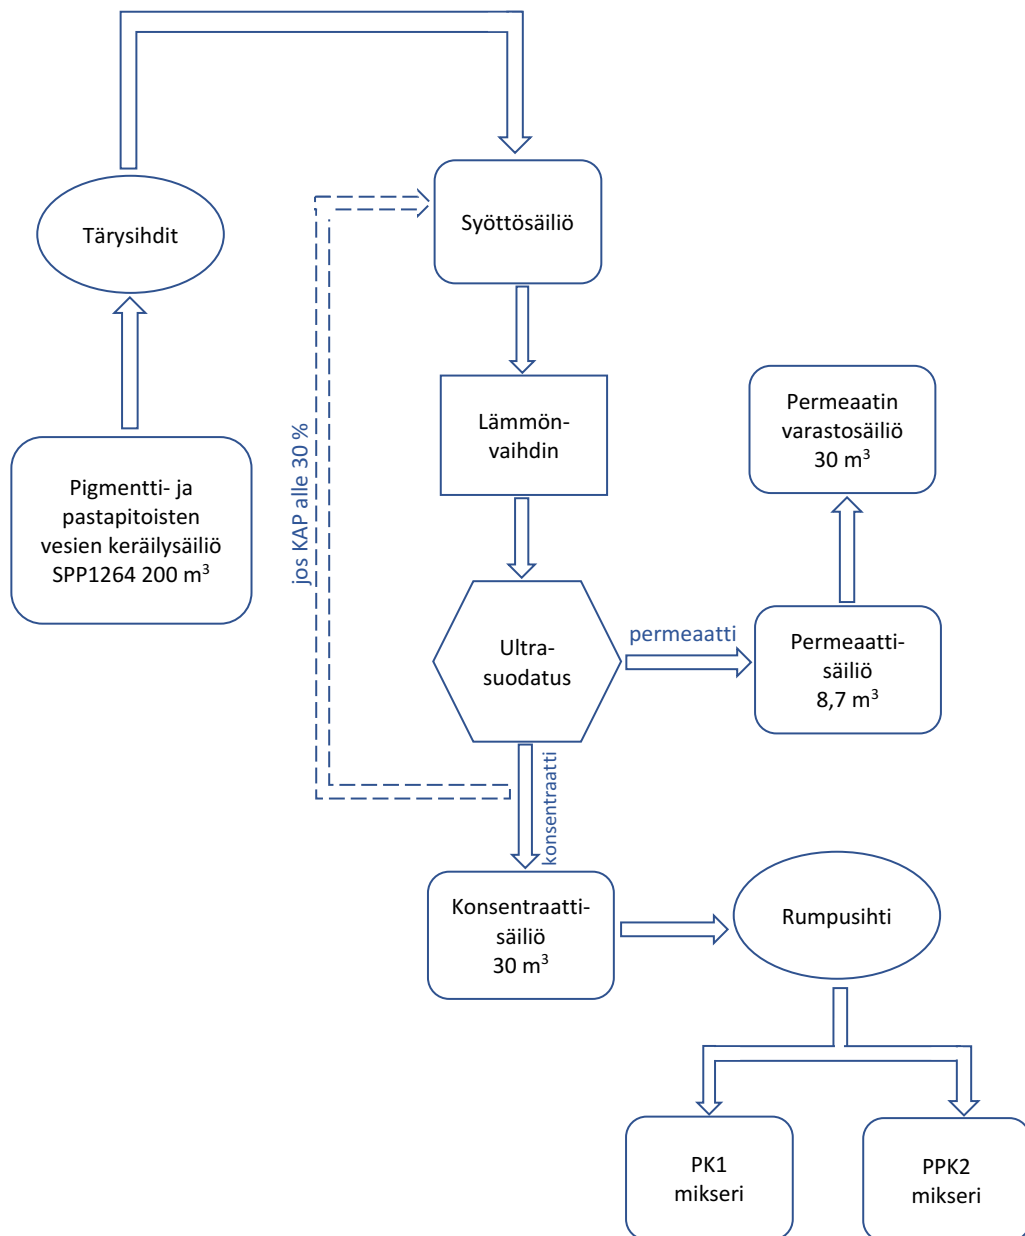 Tärysihdit
Syöttösäiliö
Lämmön-
vaihdin
Permeaatin
varastosäiliö
30 m³
jos KAP alle 30 %
Pigmentti- ja
pastapitoisten
vesien keräilysäiliö
SPP1264 200 m³
Ultra-
suodatus
permeaatti
Permeaatti-
säiliö
8,7 m³
konsentraatti
Konsentraatti-
säiliö
30 m³
Rumpusihti
PK1
mikseri
PPK2
mikseri